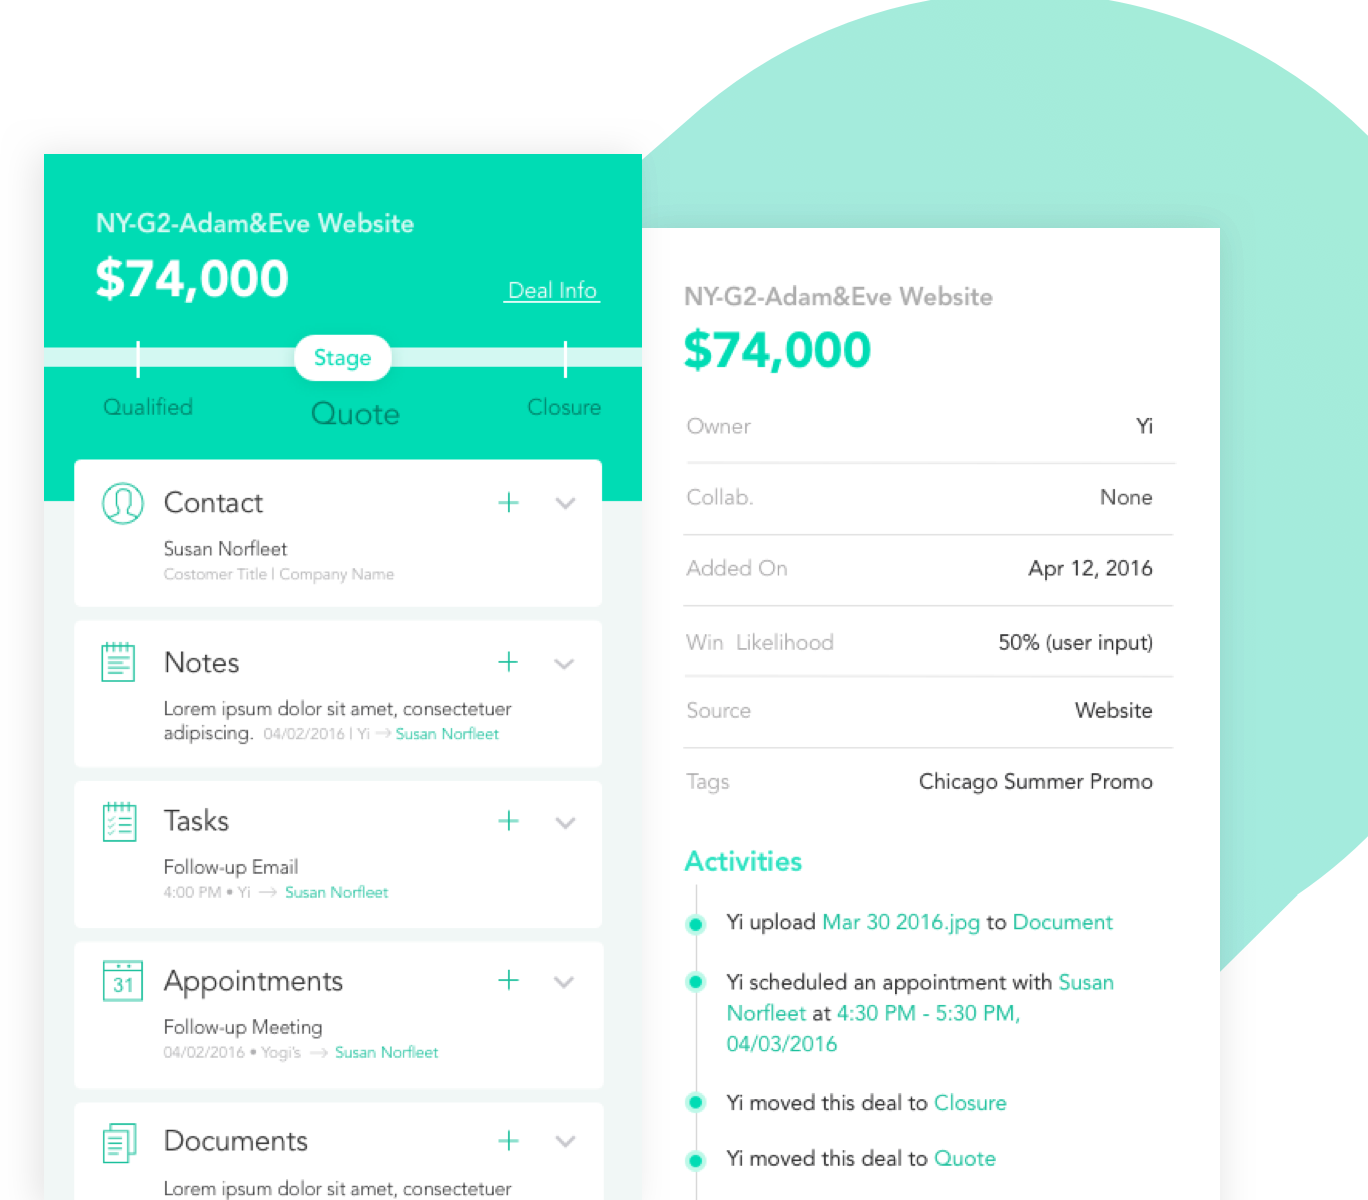 NY-G2-Adam&Eve Website
$74,000
Deal Info
Stage
Qualified
Quote
Closure
Contact
Susan Norfleet
Costomer Title | Company Name
Notes
Lorem ipsum dolor sit amet, consectetuer
adipiscing. 04/02/2016 | Yi → Susan Norfleet
Tasks
Follow-up Email
4:00 PM • Yi → Susan Norfleet
31
Appointments
Follow-up Meeting
04/02/2016 • Yogi's → Susan Norfleet
Documents
Lorem ipsum dolor sit amet, consectetuer
NY-G2-Adam&Eve Website
$74,000
Owner Yi
Collab. None
Added On Apr 12, 2016
Win Likelihood 50% (user input)
Source Website
Tags Chicago Summer Promo
Activities
Yi upload Mar 30 2016.jpg to Document
Yi scheduled an appointment with Susan
Norfleet at 4:30 PM - 5:30 PM,
04/03/2016
Yi moved this deal to Closure
Yi moved this deal to Quote